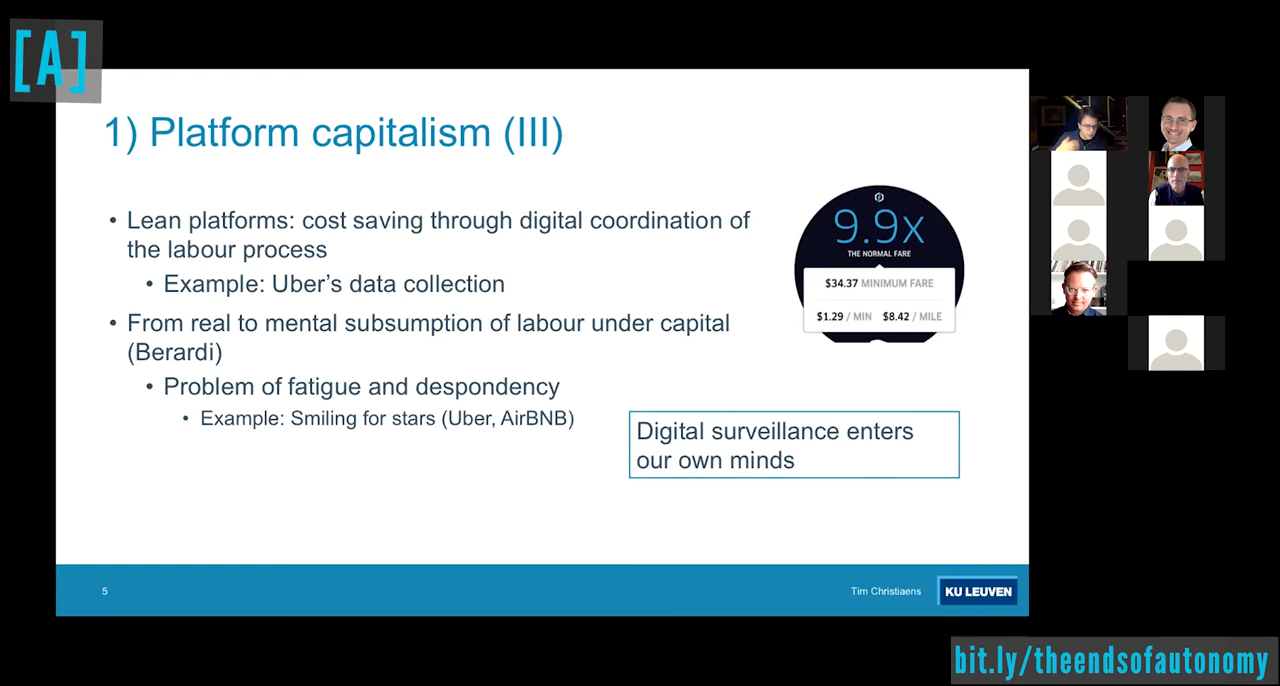 [A]
1) Platform capitalism (III)
• Lean platforms: cost saving through digital coordination of
the labour process
• Example: Uber’s data collection
• From real to mental subsumption of labour under capital
(Berardi)
• Problem of fatigue and despondency
• Example: Smiling for stars (Uber, AirBNB)
9.9x
THE NORMAL FARE
$34.37 MINIMUM FARE
$1.29 / MIN $8.42 / MILE
Digital surveillance enters
our own minds
5
Tim Christiaens
KU LEUVEN
bit.ly/theendsofautonomy